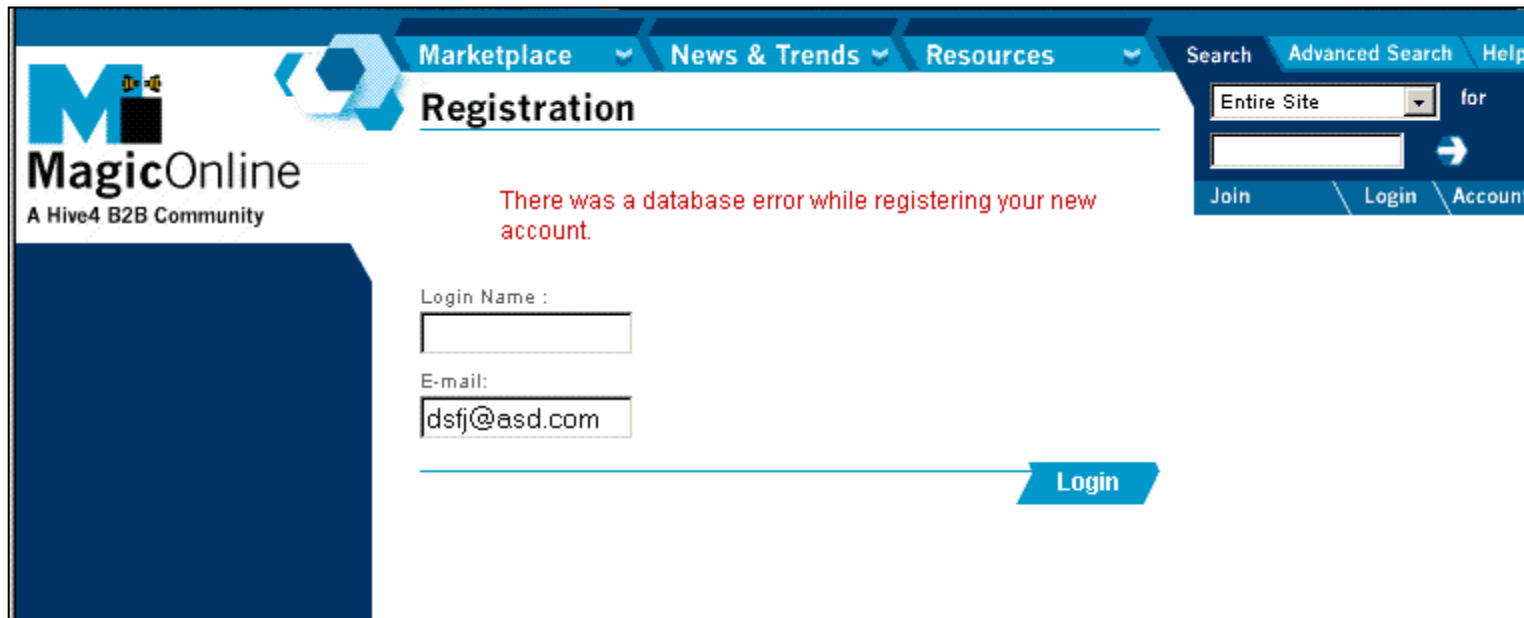 Marketplace
News & Trends
Resources
Search
Advanced Search
Help
Entire Site
for
Join
Login
Account
Mi
MagicOnline
A Hive4 B2B Community
Registration
There was a database error while registering your new
account.
Login Name :
E-mail:
dsfj@asd.com
Login